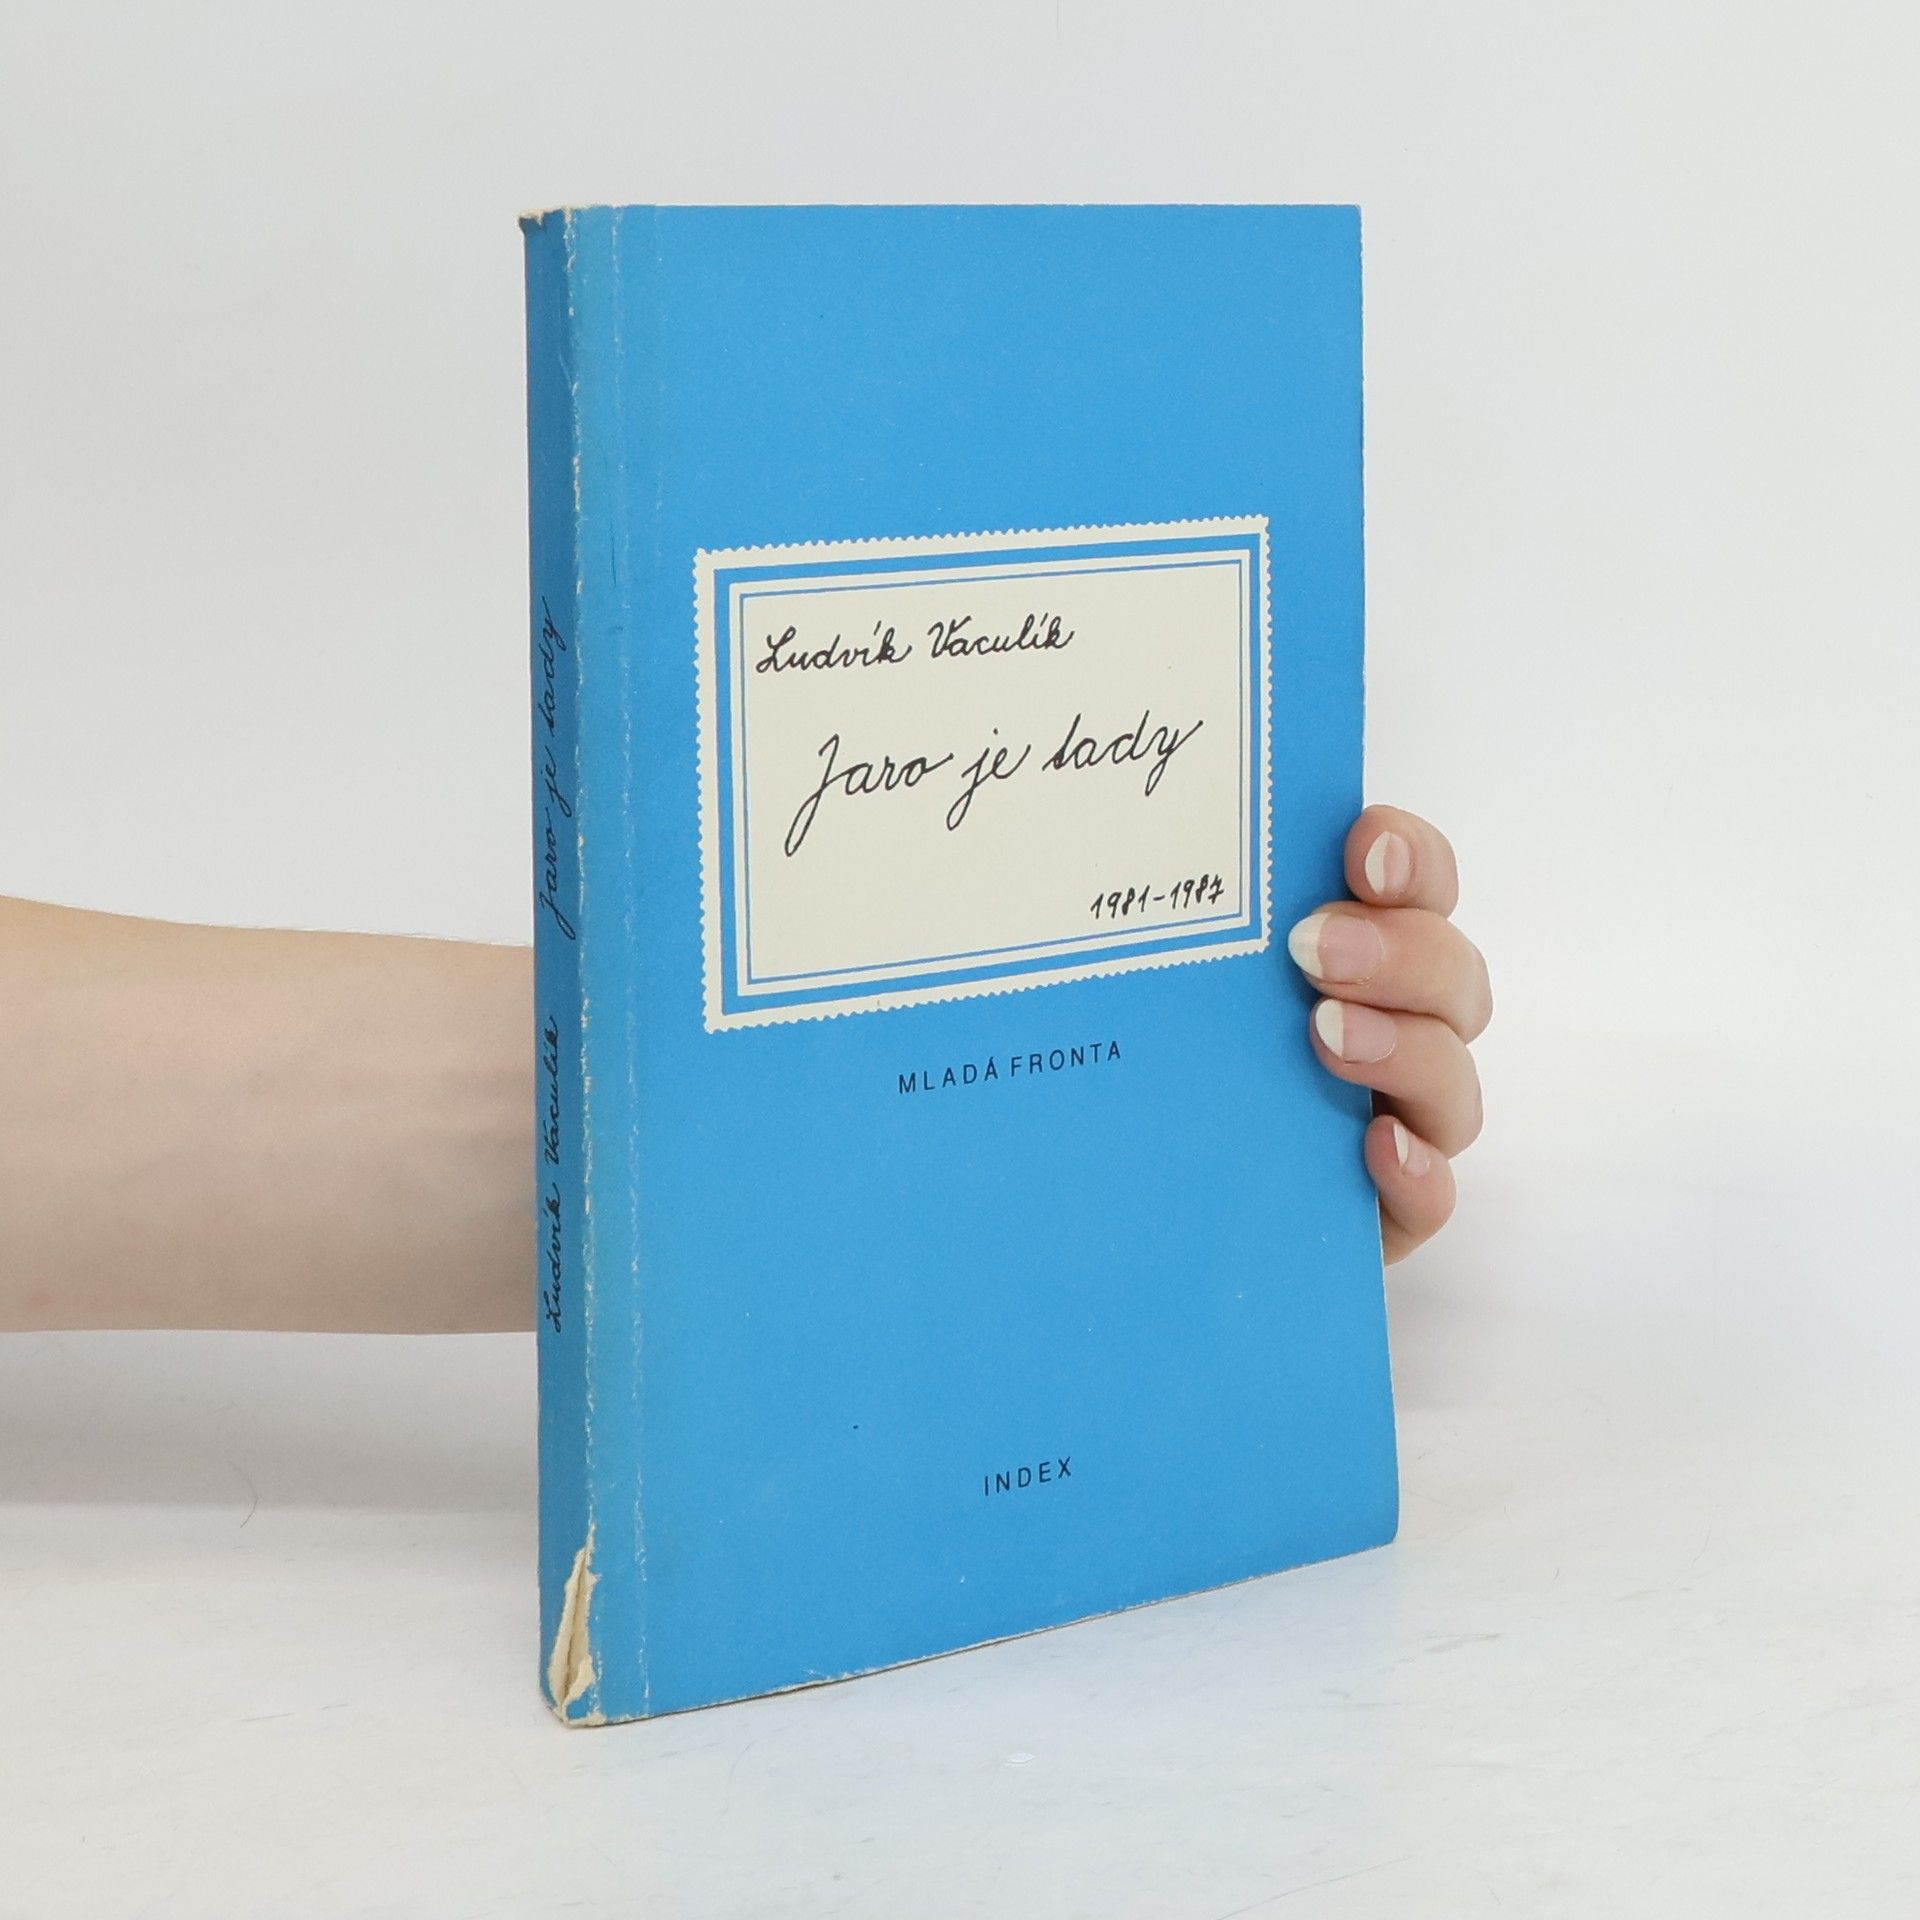 Ludvík Vaculík
Jaro je tady
1981-1987
MLADÁ FRONTA
INDEX
Ludvík Vaculík Jaro je tady